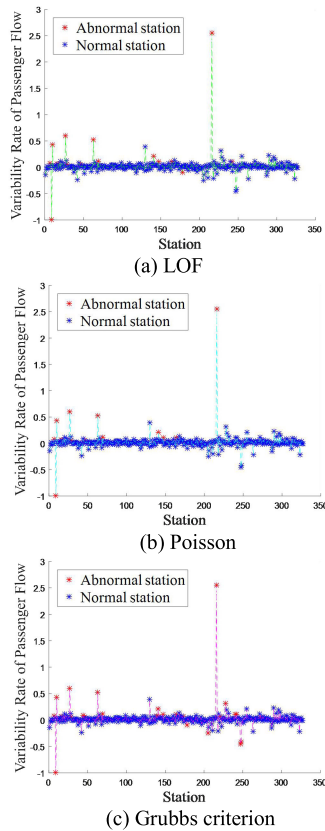 Variability Rate of Passenger Flow
3
2.5
2
1.5
1
0.5
0
-0.5
-1
Abnormal station
Normal station
0 50 100 150 200 250 300 350
Station
(a) LOF
Variability Rate of Passenger Flow
3
2.5
2
1.5
1
0.5
0
-0.5
-1
Abnormal station
Normal station
0 50 100 150 200 250 300 350
Station
(b) Poisson
Variability Rate of Passenger Flow
3
2.5
2
1.5
1
0.5
0
-0.5
-1
Abnormal station
Normal station
0 50 100 150 200 250 300 350
Station
(c) Grubbs criterion